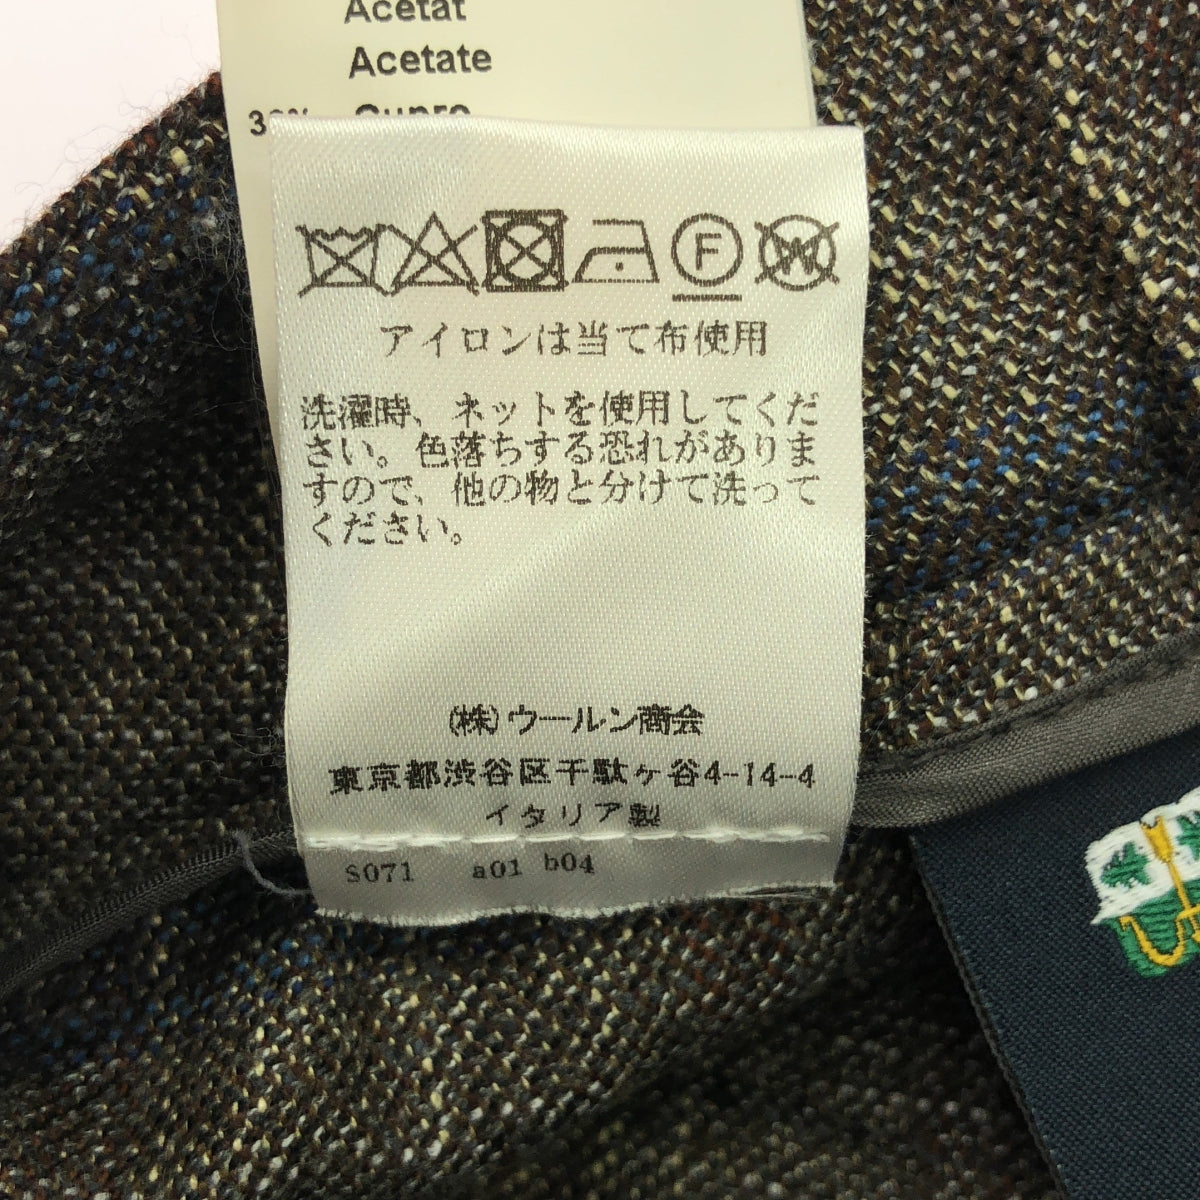 Acetat
Acetate
Cupro
F
W
アイロンは当て布使用
洗濯時、ネットを使用してくだ
さい。色落ちする恐れがありま
すので、他の物と分けて洗って
ください。
(株)ウールン商会
東京都渋谷区千駄ヶ谷4-14-4
イタリア製
S071 a01 b04